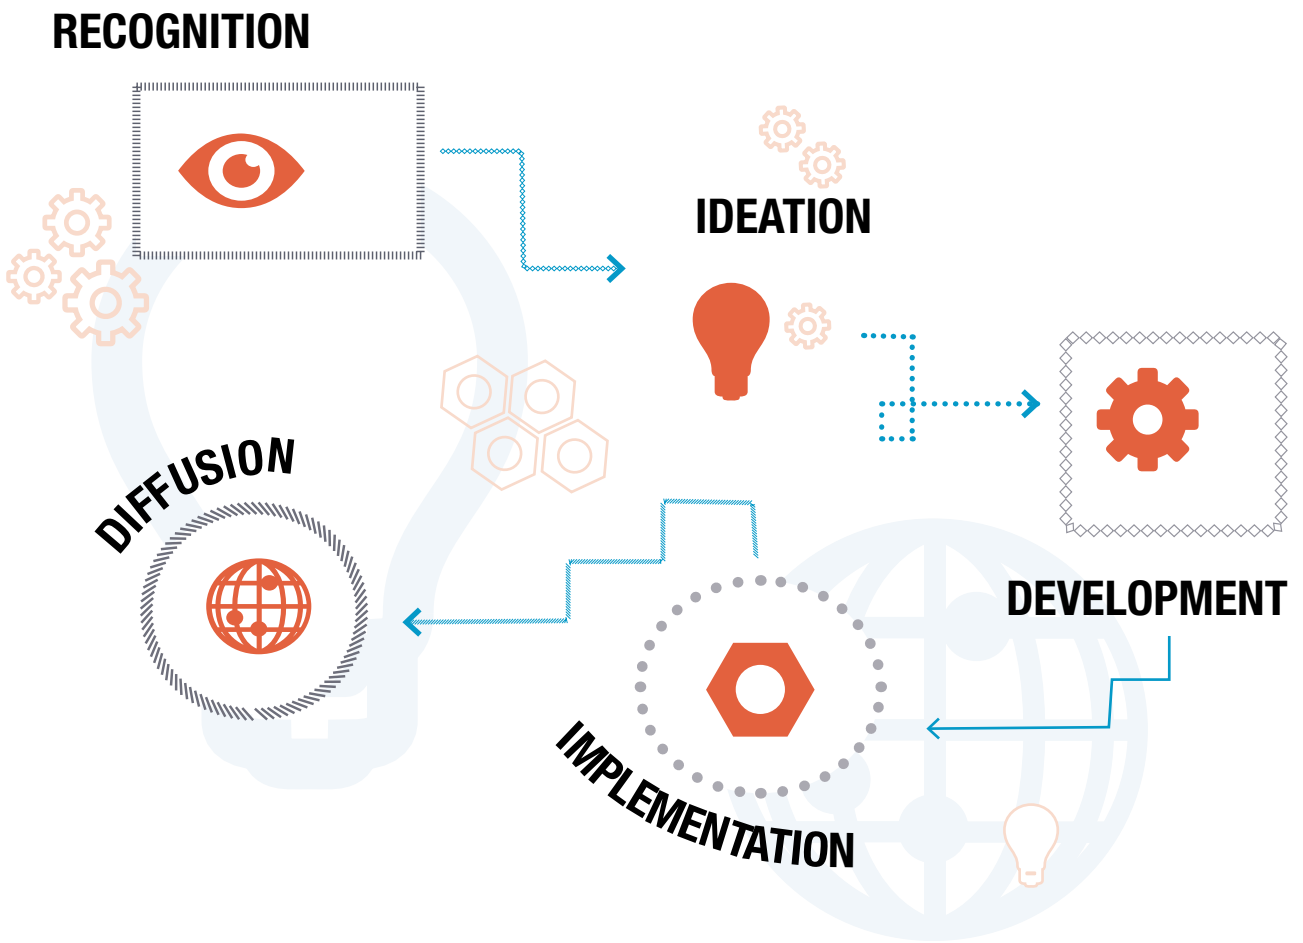 RECOGNITION
IDEATION
DEVELOPMENT
IMPLEMENTATION
DIFFUSION